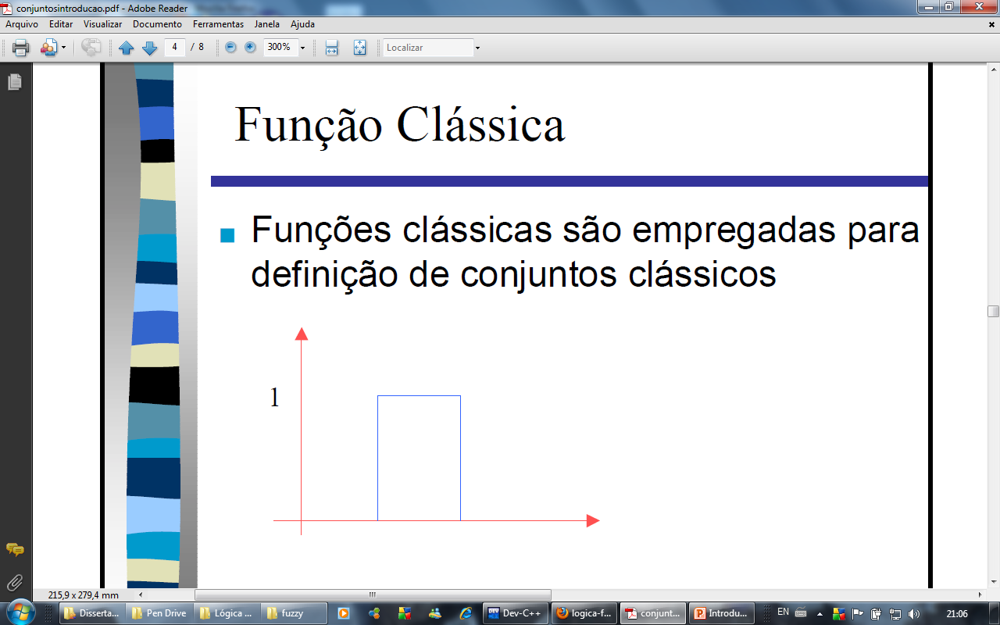 conjuntosintroducao.pdf - Adobe Reader
Arquivo Editar Visualizar Documento Ferramentas Janela Ajuda
4 / 8 300% Localizar
Função Clássica
Funções clássicas são empregadas para
definição de conjuntos clássicos
1
215,9 x 279,4 mm
Disserta... Pen Drive Lógica ... fuzzy Dev-C++ logica-f... conjunt... Introdu... EN 21:06